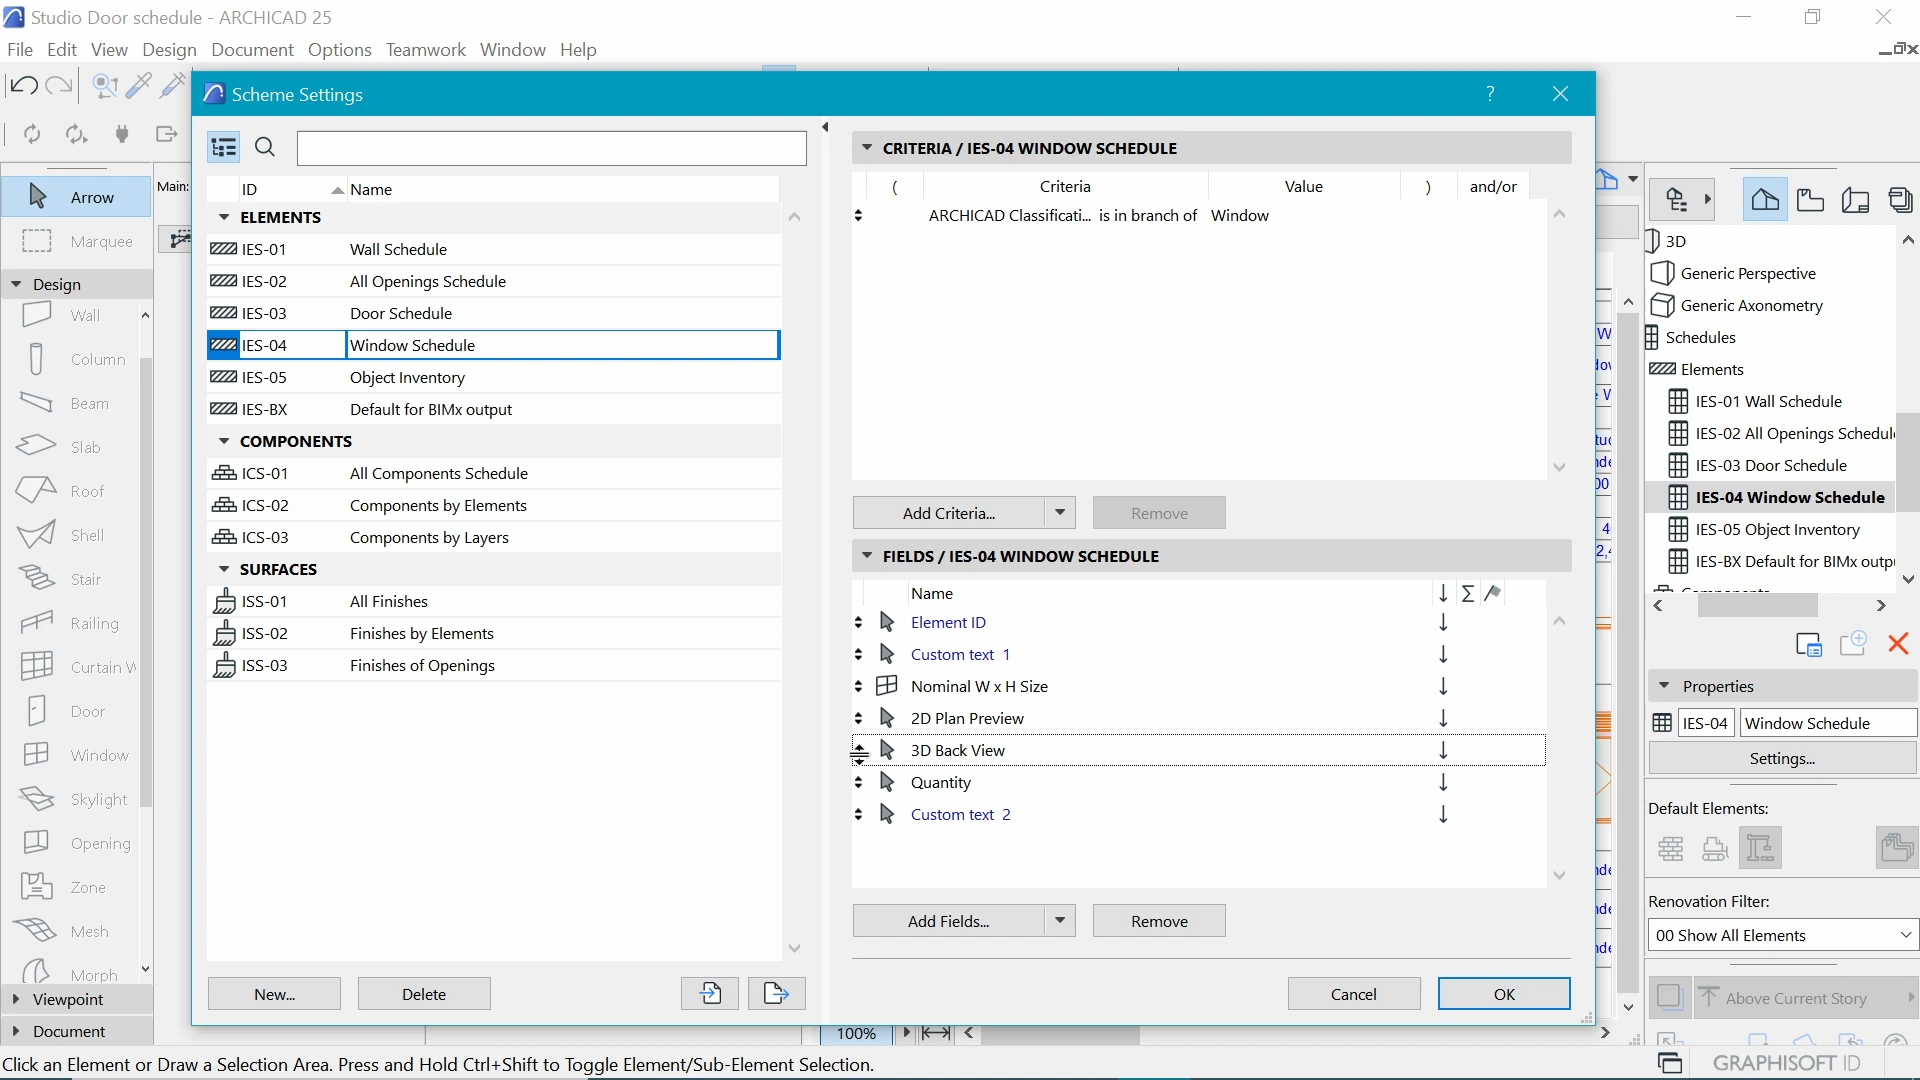 Studio Door schedule - ARCHICAD 25
File Edit View Design Document Options Teamwork Window Help
Scheme Settings
?
Main:
Arrow
Marquee
Design
Wall
Column
Beam
Slab
Roof
Shell
Stair
Railing
Curtain W
Door
Window
Skylight
Opening
Zone
Mesh
Morph
Viewpoint
Document
ID Name
ELEMENTS
IES-01 Wall Schedule
IES-02 All Openings Schedule
IES-03 Door Schedule
IES-04 Window Schedule
IES-05 Object Inventory
IES-BX Default for BIMx output
COMPONENTS
ICS-01 All Components Schedule
ICS-02 Components by Elements
ICS-03 Components by Layers
SURFACES
ISS-01 All Finishes
ISS-02 Finishes by Elements
ISS-03 Finishes of Openings
New... Delete
CRITERIA / IES-04 WINDOW SCHEDULE
( Criteria Value ) and/or
ARCHICAD Classificati... is in branch of Window
Add Criteria... Remove
FIELDS / IES-04 WINDOW SCHEDULE
Name ↓ Σ
Element ID
Custom text 1
Nominal W x H Size
2D Plan Preview
3D Back View
Quantity
Custom text 2
Add Fields... Remove
Cancel OK
100%
3D
Generic Perspective
Generic Axonometry
Schedules
Elements
IES-01 Wall Schedule
IES-02 All Openings Schedul
IES-03 Door Schedule
IES-04 Window Schedule
IES-05 Object Inventory
IES-BX Default for BIMx outp
Properties
IES-04 Window Schedule
Settings...
Default Elements:
Renovation Filter:
00 Show All Elements
Above Current Story
Click an Element or Draw a Selection Area. Press and Hold Ctrl+Shift to Toggle Element/Sub-Element Selection.
GRAPHISOFT ID